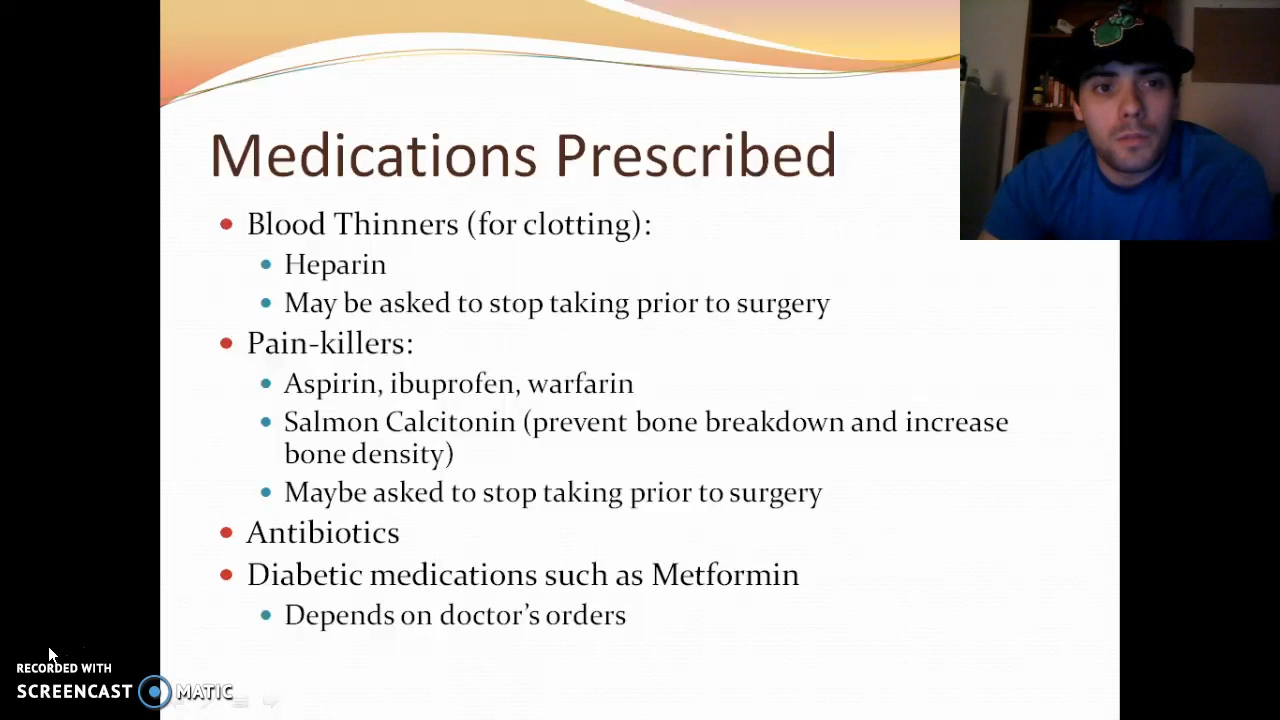 Medications Prescribed
Blood Thinners (for clotting):
Heparin
May be asked to stop taking prior to surgery
Pain-killers:
Aspirin, ibuprofen, warfarin
Salmon Calcitonin (prevent bone breakdown and increase
bone density)
Maybe asked to stop taking prior to surgery
Antibiotics
Diabetic medications such as Metformin
Depends on doctor's orders
RECORDED WITH
SCREENCAST MATIC